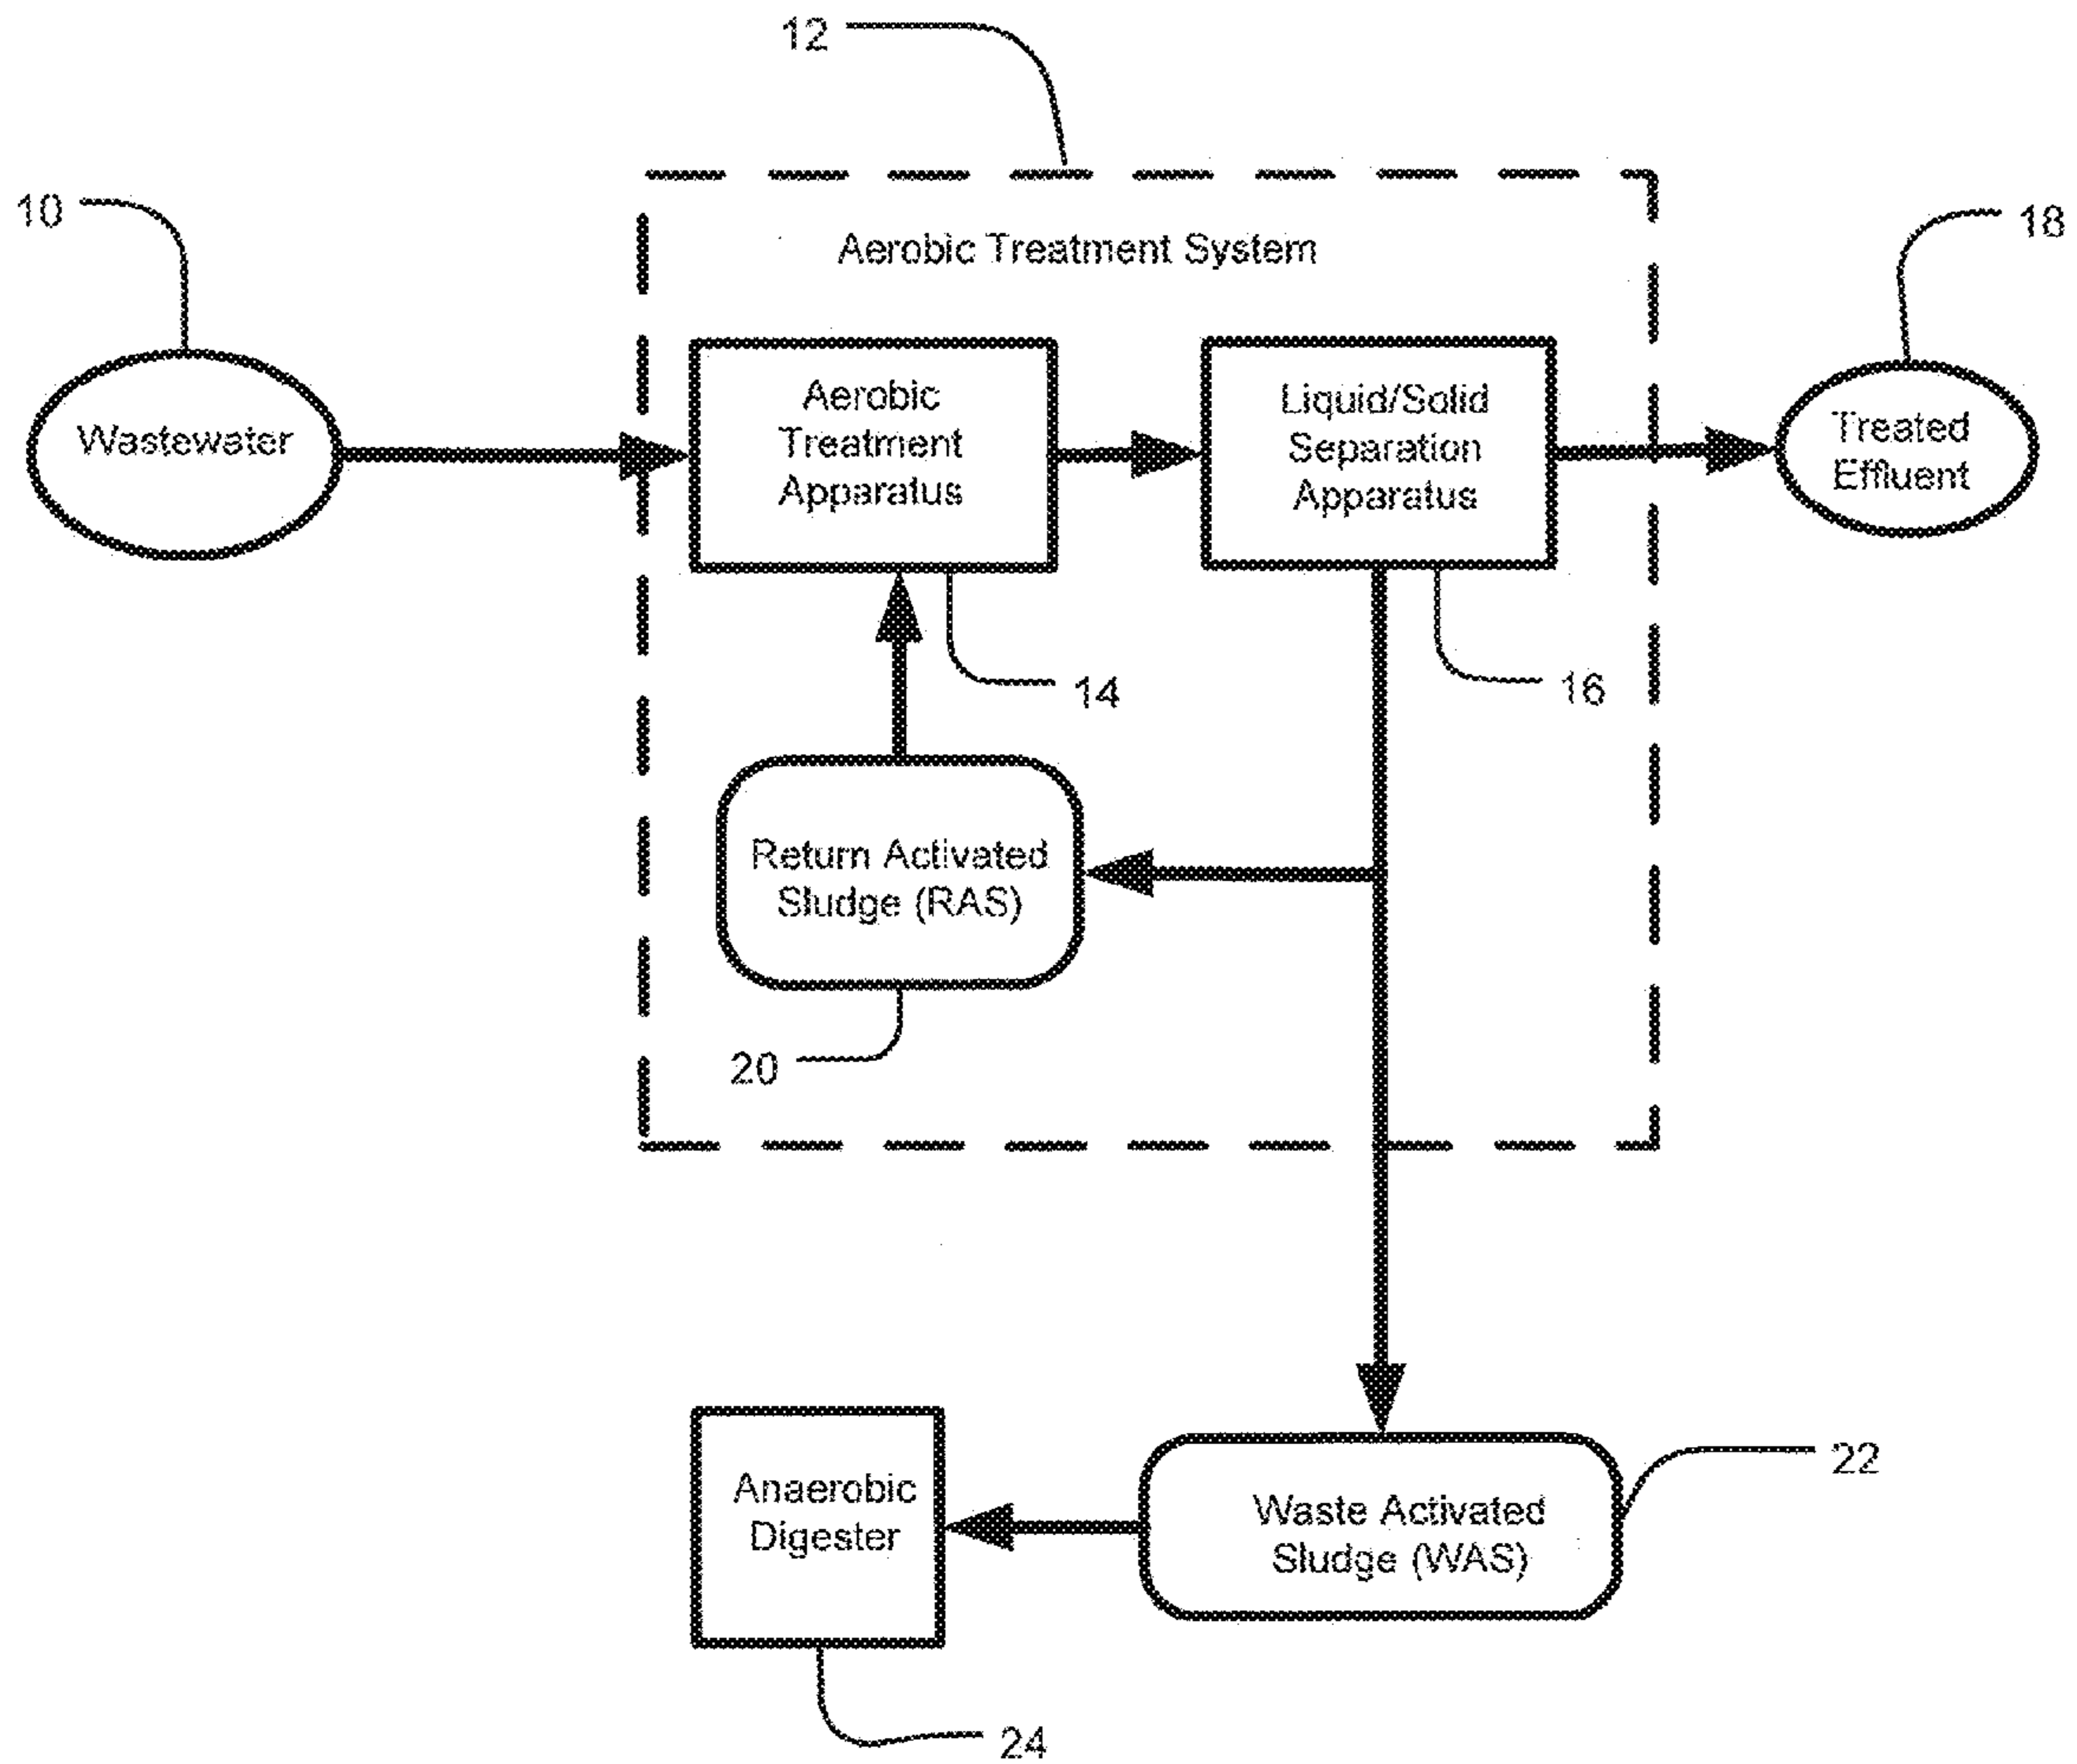 12
10
18
Aerobic Treatment System
Wastewater
Aerobic
Treatment
Apparatus
Liquid/Solid
Separation
Apparatus
Treated
Effluent
14
16
Return Activated
Sludge (RAS)
20
22
Anaerobic
Digester
Waste Activated
Sludge (WAS)
24